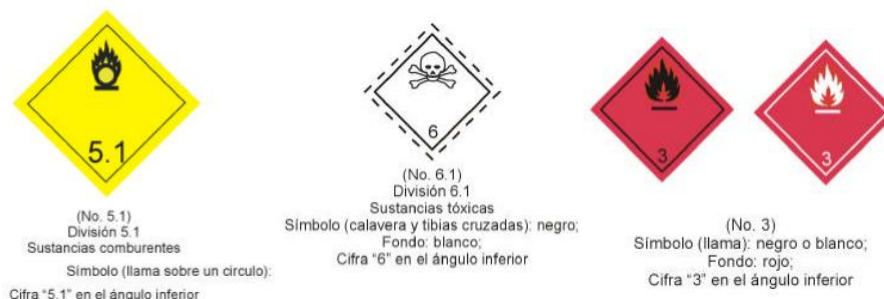 5.1
(No. 5.1)
División 5.1
Sustancias comburentes
Símbolo (llama sobre un circulo):
Cifra "5.1" en el ángulo inferior
6
(No. 6.1)
División 6.1
Sustancias tóxicas
Símbolo (calavera y tibias cruzadas): negro;
Fondo: blanco;
Cifra "6" en el ángulo inferior
3
3
(No. 3)
Símbolo (llama): negro o blanco;
Fondo: rojo;
Cifra "3" en el ángulo inferior